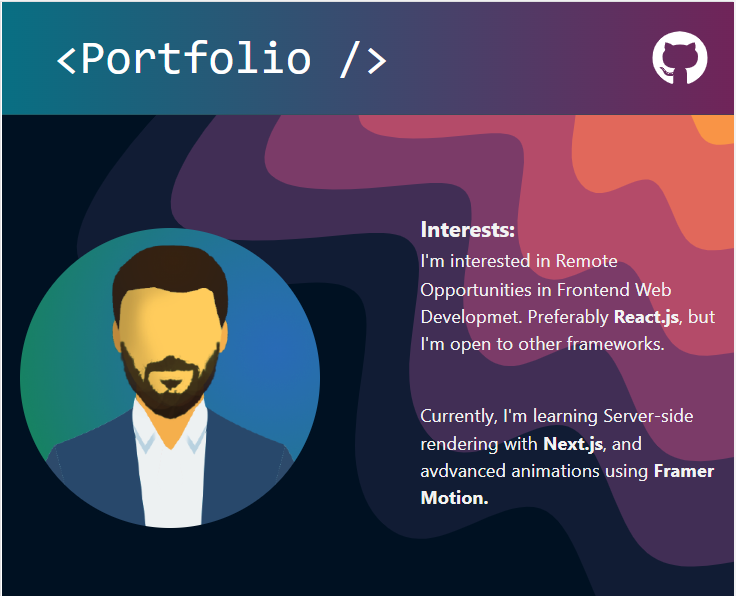 <Portfolio />
Interests:
I'm interested in Remote
Opportunities in Frontend Web
Developmet. Preferably React.js, but
I'm open to other frameworks.
Currently, I'm learning Server-side
rendering with Next.js, and
avdvanced animations using Framer
Motion.